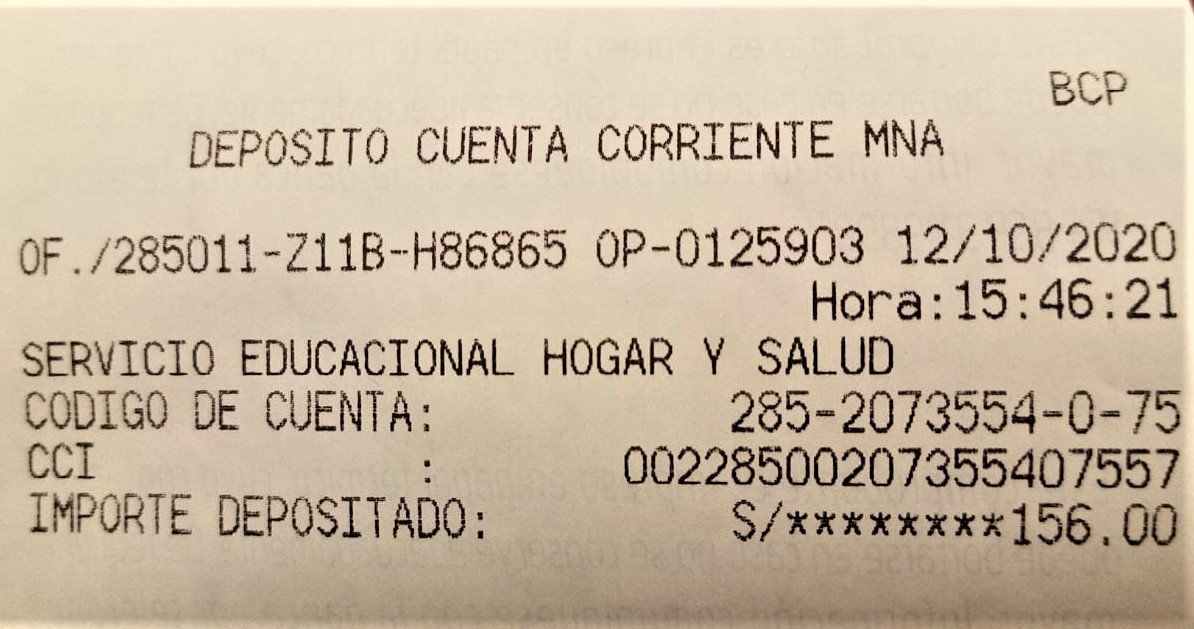 BCP
DEPOSITO CUENTA CORRIENTE MNA
OF./285011-Z11B-H86865 OP-0125903 12/10/2020
Hora:15:46:21
SERVICIO EDUCACIONAL HOGAR Y SALUD
CODIGO DE CUENTA: 285-2073554-0-75
CCI : 00228500207355407557
IMPORTE DEPOSITADO: S/********156.00